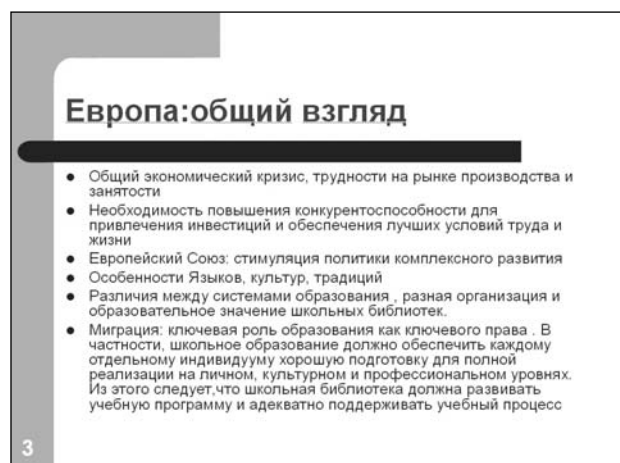 Европа:общий взгляд
Общий экономический кризис, трудности на рынке производства и
занятости
Необходимость повышения конкурентоспособности для
привлечения инвестиций и обеспечения лучших условий труда и
жизни
Европейский Союз: стимуляция политики комплексного развития
Особенности Языков, культур, традиций
Различия между системами образования , разная организация и
образовательное значение школьных библиотек.
Миграция: ключевая роль образования как ключевого права . В
частности, школьное образование должно обеспечить каждому
отдельному индивидууму хорошую подготовку для полной
реализации на личном, культурном и профессиональном уровнях.
Из этого следует,что школьная библиотека должна развивать
учебную программу и адекватно поддерживать учебный процесс
3